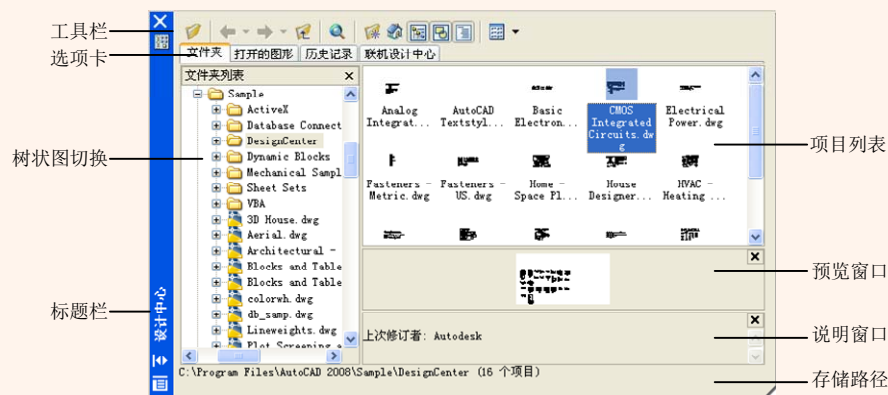 工具栏
选项卡
文件夹 打开的图形 历史记录 联机设计中心
文件夹列表
Sample
ActiveX
Database Connect
DesignCenter
Dynamic Blocks
Mechanical Sampl
Sheet Sets
VBA
3D House.dwg
Aerial.dwg
Architectural -
Blocks and Table
Blocks and Table
colorwh.dwg
db_samp.dwg
Lineweights.dwg
Plot Screening a
树状图切换
标题栏
设计中心
Analog Integrat...
AutoCAD Textstyl...
Basic Electron...
CMOS Integrated Circuits.dwg
Electrical Power.dwg
Fasteners - Metric.dwg
Fasteners - US.dwg
Home - Space Pl...
House Designer...
HVAC - Heating ...
上次修订者: Autodesk
C:\Program Files\AutoCAD 2008\Sample\DesignCenter (16 个项目)
项目列表
预览窗口
说明窗口
存储路径